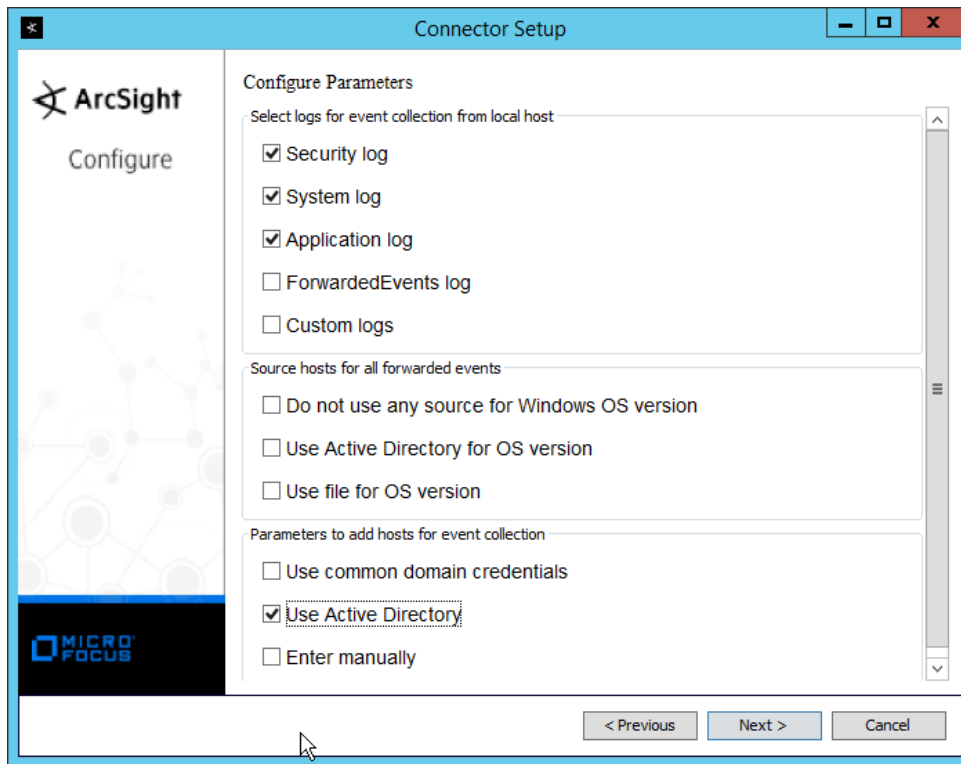 Connector Setup
ArcSight
Configure
Configure Parameters
Select logs for event collection from local host
Security log
System log
Application log
ForwardedEvents log
Custom logs
Source hosts for all forwarded events
Do not use any source for Windows OS version
Use Active Directory for OS version
Use file for OS version
Parameters to add hosts for event collection
Use common domain credentials
Use Active Directory
Enter manually
MICRO
FOCUS
< Previous
Next >
Cancel